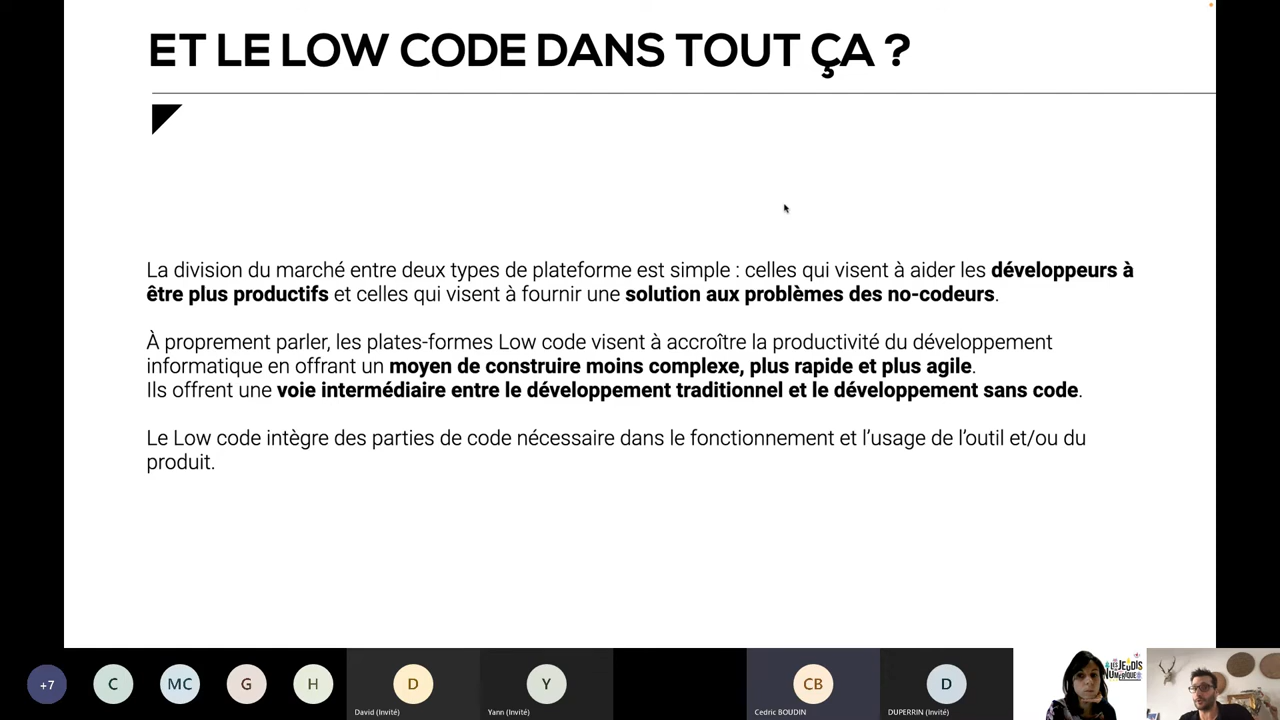 ET LE LOW CODE DANS TOUT ÇA ?
La division du marché entre deux types de plateforme est simple : celles qui visent à aider les développeurs à
être plus productifs et celles qui visent à fournir une solution aux problèmes des no-codeurs.
À proprement parler, les plates-formes Low code visent à accroître la productivité du développement
informatique en offrant un moyen de construire moins complexe, plus rapide et plus agile.
Ils offrent une voie intermédiaire entre le développement traditionnel et le développement sans code.
Le Low code intègre des parties de code nécessaire dans le fonctionnement et l’usage de l’outil et/ou du
produit.
+7
C
MC
G
H
D
David (Invité)
Y
Yann (Invité)
CB
Cedric BOUDIN
D
DUPERRIN (Invité)
LES JEUDIS
NUMÉRIQUE